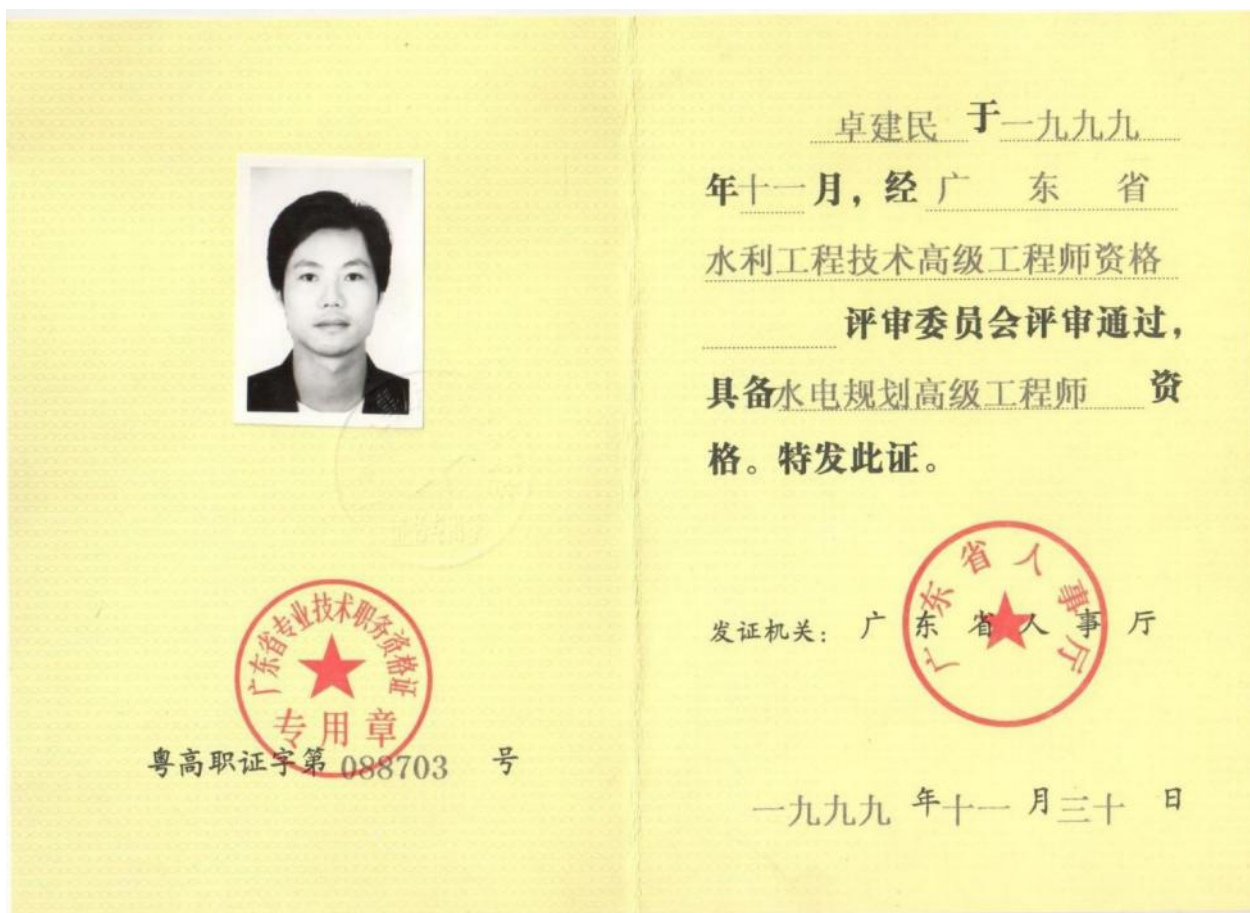 广东省专业技术职务资格证
专用章
粤高职证字第 088703 号
卓建民 于一九九九
年十一月，经广东省
水利工程技术高级工程师资格
评审委员会评审通过，
具备水电规划高级工程师 资
格。特发此证。
广东省人事厅
发证机关：广东省人事厅
一九九九 年十一 月三十 日